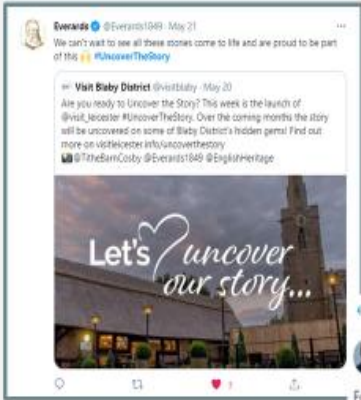 Everards @Everards1849 · May 21
We can't wait to see all these stories come to life and are proud to be part
of this 🙌 #UncoverTheStory
Visit Blaby District @visitblaby · May 20
Are you ready to Uncover the Story? This week is the launch of
@visit_leicester #UncoverTheStory. Over the coming months the story
will be uncovered on some of Blaby District's hidden gems! Find out
more on visitleicester.info/uncoverthestory
📸@TitheBarnCosby @Everards1849 @EnglishHeritage
Let's uncover
our story...